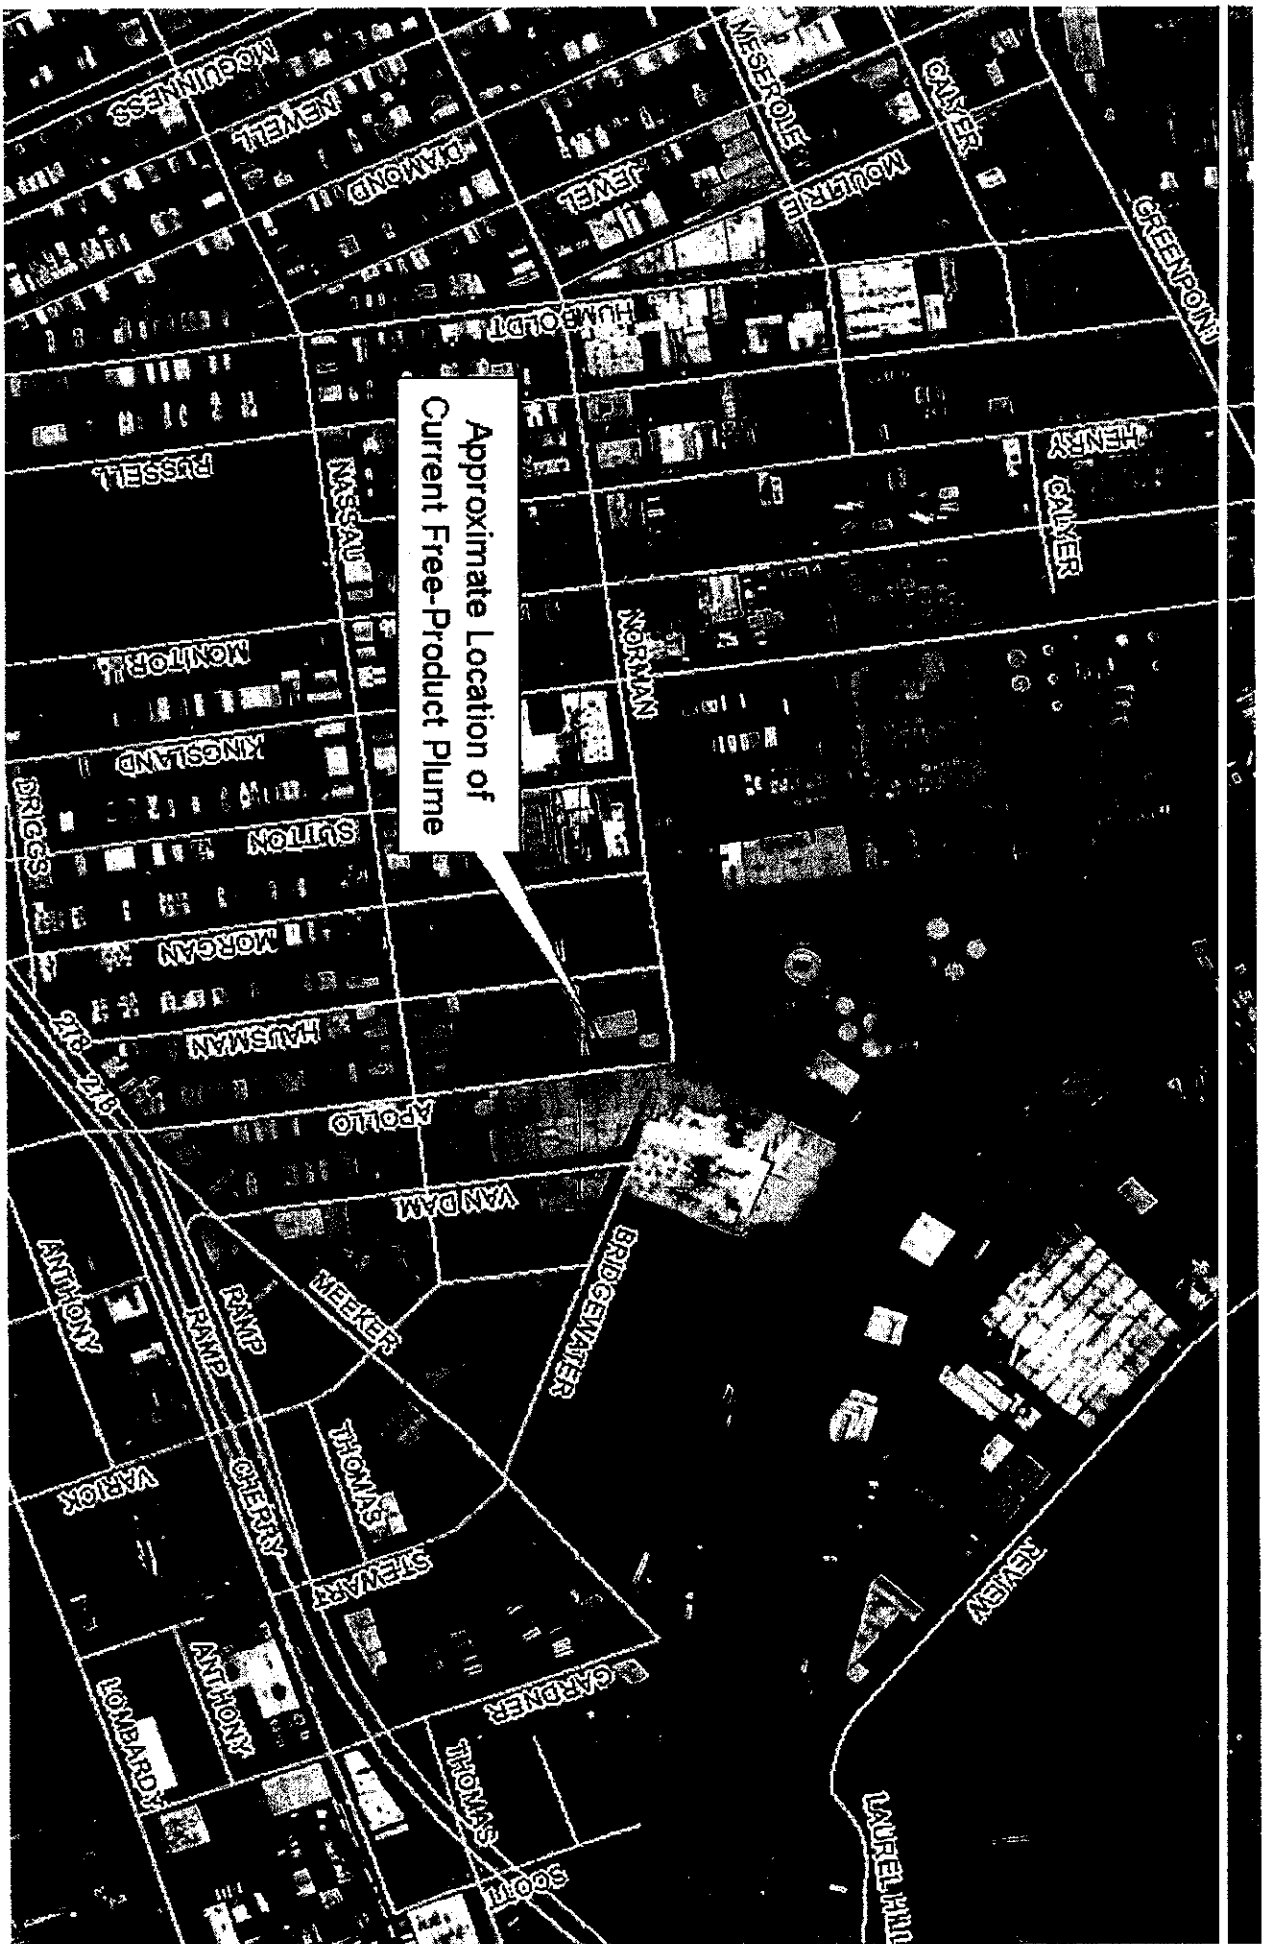 MCGUINNESS
NEWELL
DIAMOND
JEWEL
MESEROLE
MOULTRIE
CALYER
GREENPOINT
HUMBOLDT
RUSSELL
NASSAU
HENRY
CALYER
NORMAN
MONITOR
KINGSLAND
SUTTON
DRIGGS
MORGAN
HAUSMAN
278
278
APOLLO
VAN DAM
Approximate Location of
Current Free-Product Plume
BRIDGEWATER
MEEKER
ANTHONY
RAMP
RAMP
THOMAS
CHERRY
VARICK
STEWART
REVIEW
GARDNER
ANTHONY
LOMBARDY
THOMAS
SCOTT
LAUREL HILL